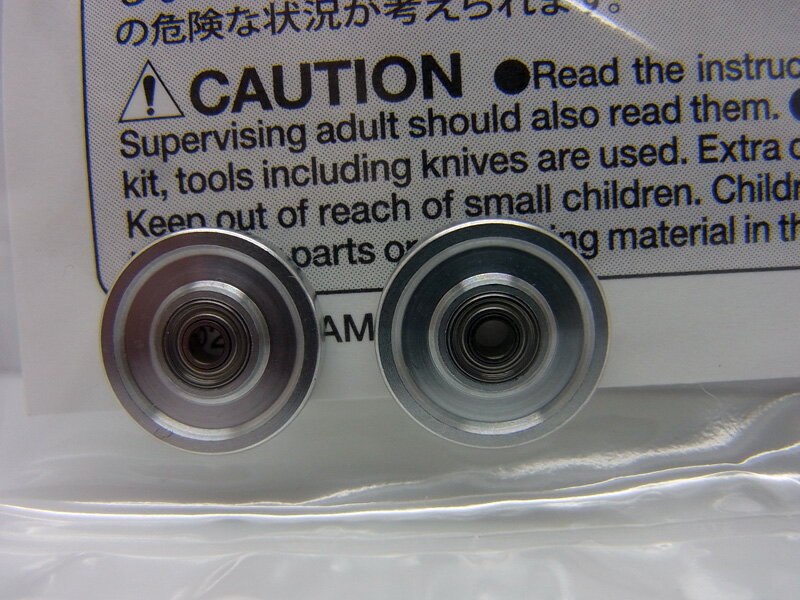 の危険な状況が考えられます。
CAUTION ●Read the instruc
Supervising adult should also read them. ●
kit, tools including knives are used. Extra c
Keep out of reach of small children. Childr
parts or ing material in th
AM